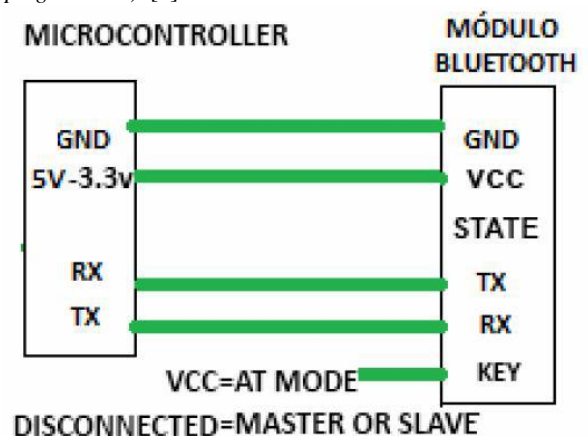 MICROCONTROLLER
MÓDULO
BLUETOOTH
GND
5V-3.3v
RX
TX
GND
VCC
STATE
TX
RX
KEY
VCC=AT MODE
DISCONNECTED=MASTER OR SLAVE